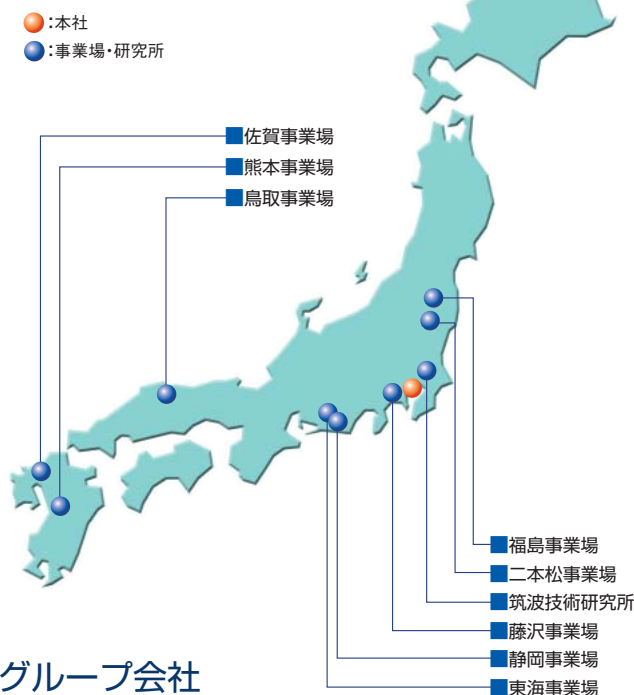 ：本社
：事業場・研究所
■佐賀事業場
■熊本事業場
■鳥取事業場
■福島事業場
■二本松事業場
■筑波技術研究所
■藤沢事業場
■静岡事業場
■東海事業場
グループ会社